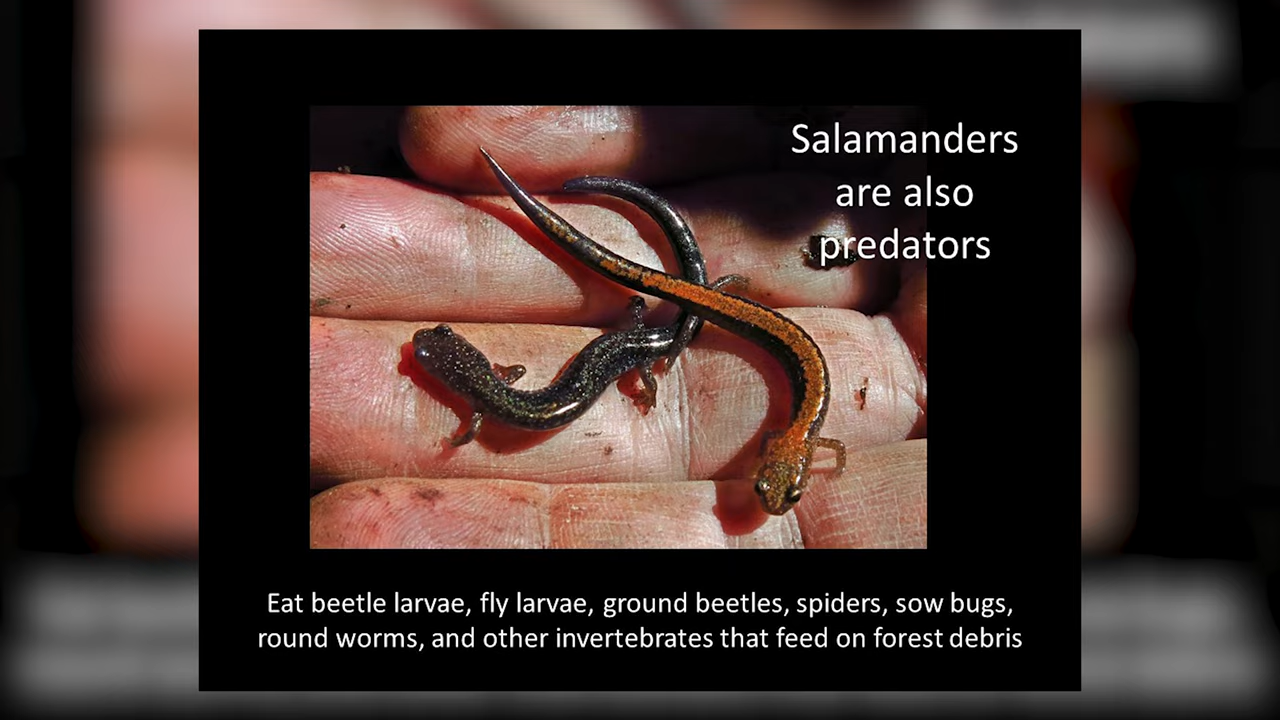 Salamanders
are also
predators
Eat beetle larvae, fly larvae, ground beetles, spiders, sow bugs,
round worms, and other invertebrates that feed on forest debris